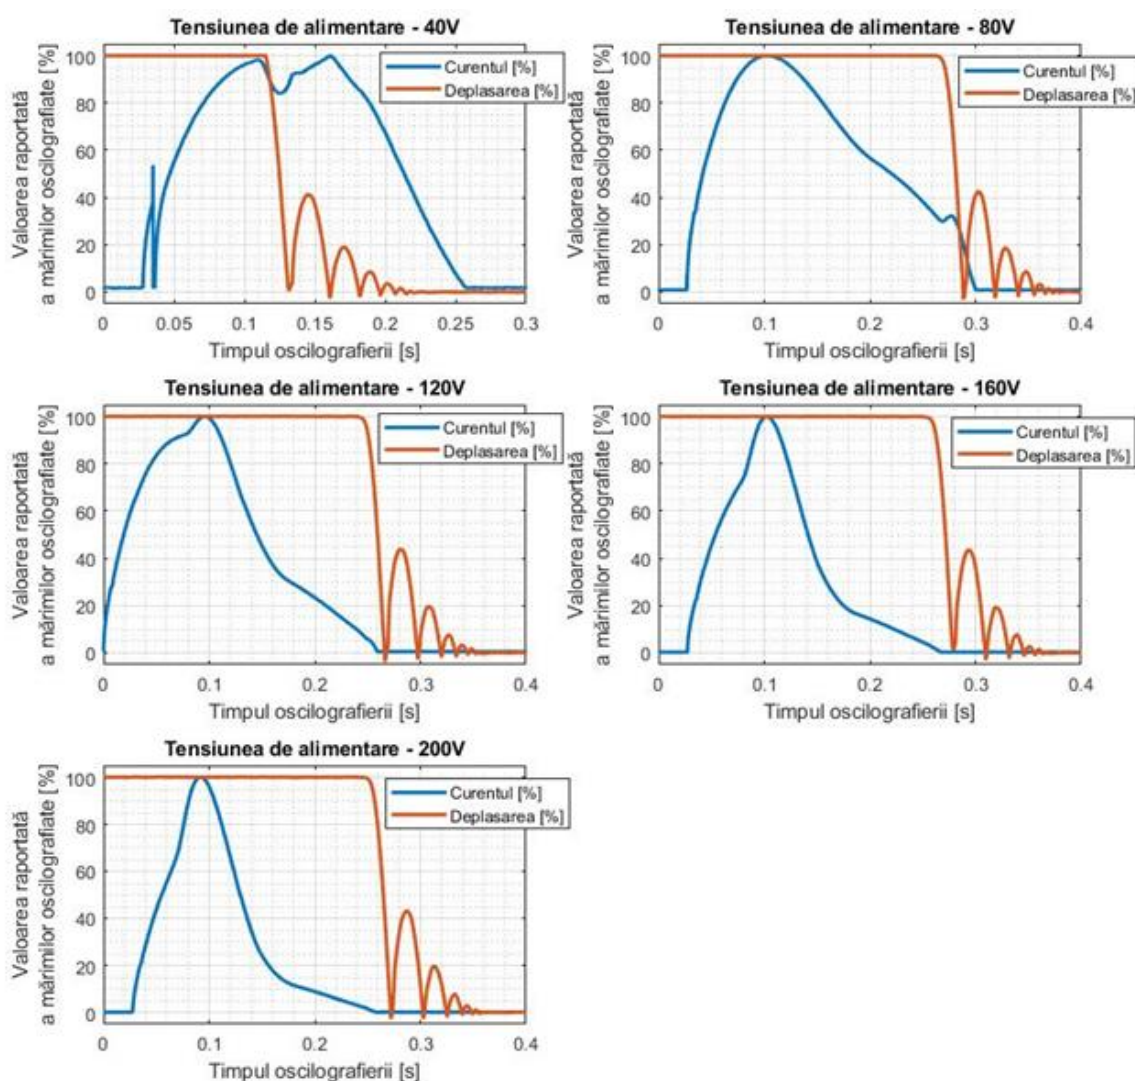 Tensiunea de alimentare - 40V
Valoarea raportată
a mărimilor oscilografiate [%]
100
80
60
40
20
0
Curentul [%]
Deplasarea [%]
0 0.05 0.1 0.15 0.2 0.25 0.3
Timpul oscilografierii [s]
Tensiunea de alimentare - 80V
Valoarea raportată
a mărimilor oscilografiate [%]
100
80
60
40
20
0
Curentul [%]
Deplasarea [%]
0 0.1 0.2 0.3 0.4
Timpul oscilografierii [s]
Tensiunea de alimentare - 120V
Valoarea raportată
a mărimilor oscilografiate [%]
100
80
60
40
20
0
Curentul [%]
Deplasarea [%]
0 0.1 0.2 0.3 0.4
Timpul oscilografierii [s]
Tensiunea de alimentare - 160V
Valoarea raportată
a mărimilor oscilografiate [%]
100
80
60
40
20
0
Curentul [%]
Deplasarea [%]
0 0.1 0.2 0.3 0.4
Timpul oscilografierii [s]
Tensiunea de alimentare - 200V
Valoarea raportată
a mărimilor oscilografiate [%]
100
80
60
40
20
0
Curentul [%]
Deplasarea [%]
0 0.1 0.2 0.3 0.4
Timpul oscilografierii [s]